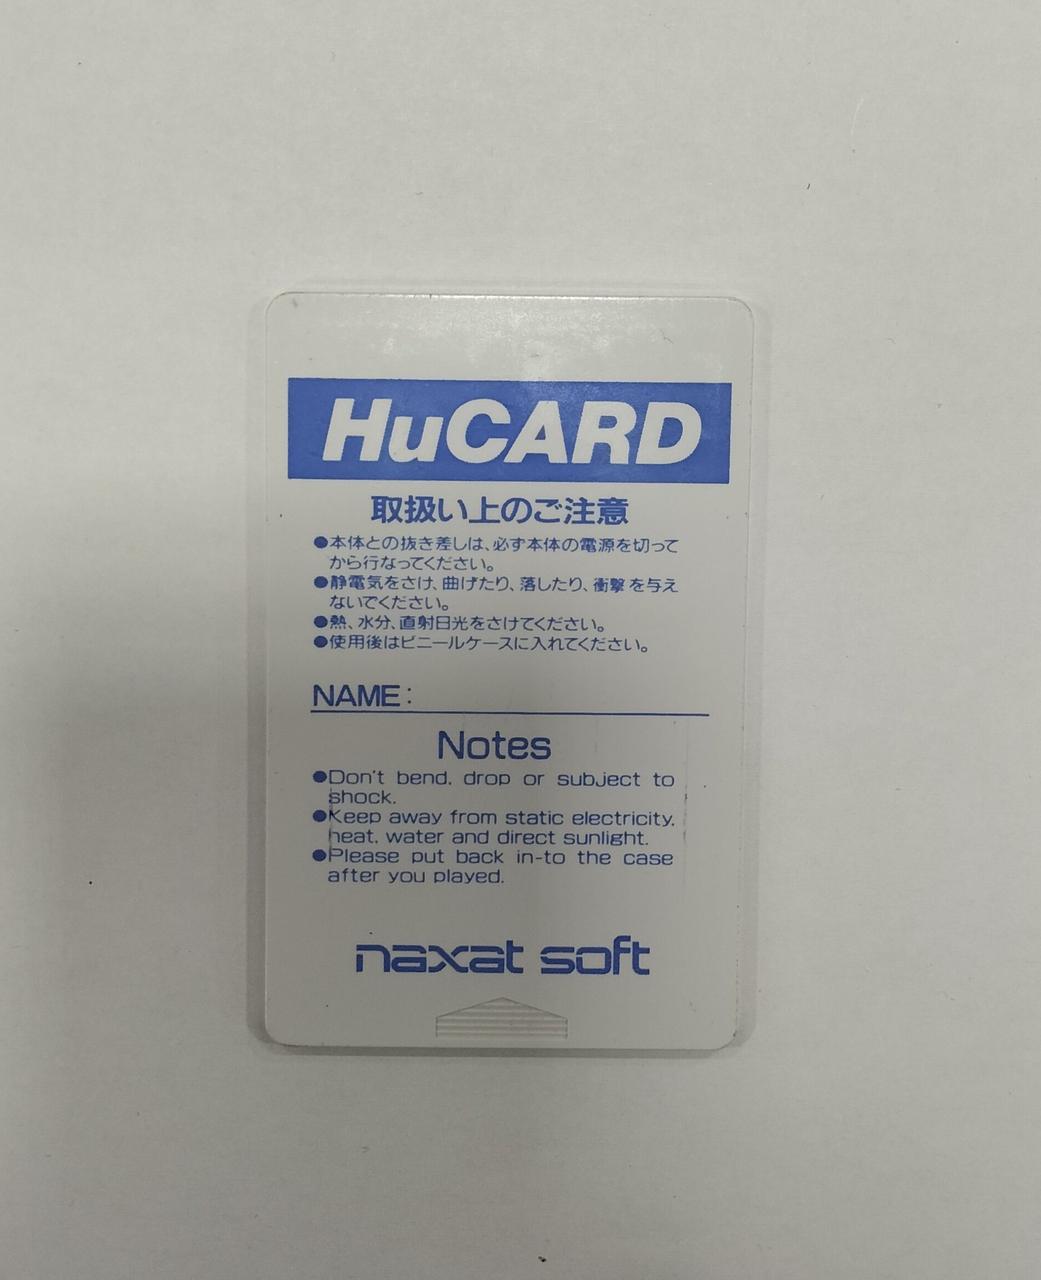 HuCARD
取扱い上のご注意
●本体との抜き差しは、必ず本体の電源を切って
から行なってください。
●静電気をさけ、曲げたり、落したり、衝撃を与え
ないでください。
●熱、水分、直射日光をさけてください。
●使用後はビニールケースに入れてください。
NAME:
Notes
●Don't bend, drop or subject to
shock.
●Keep away from static electricity,
heat, water and direct sunlight.
●Please put back in-to the case
after you played.
naxat soft